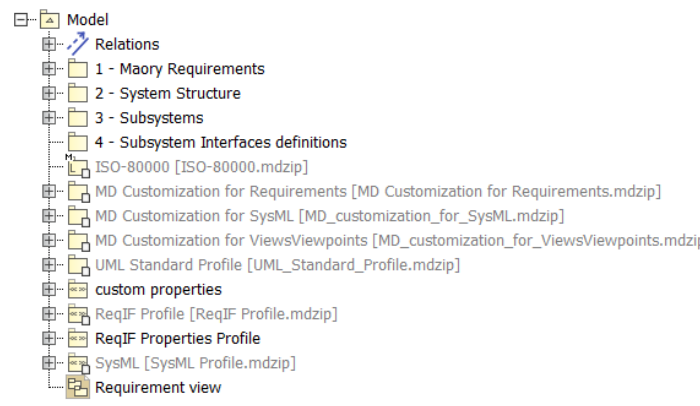 Model
Relations
1 - Maory Requirements
2 - System Structure
3 - Subsystems
4 - Subsystem Interfaces definitions
ISO-80000 [ISO-80000.mdzip]
MD Customization for Requirements [MD Customization for Requirements.mdzip]
MD Customization for SysML [MD_customization_for_SysML.mdzip]
MD Customization for ViewsViewpoints [MD_customization_for_ViewsViewpoints.mdzip
UML Standard Profile [UML_Standard_Profile.mdzip]
custom properties
ReqIF Profile [ReqIF Profile.mdzip]
ReqIF Properties Profile
SysML [SysML Profile.mdzip]
Requirement view